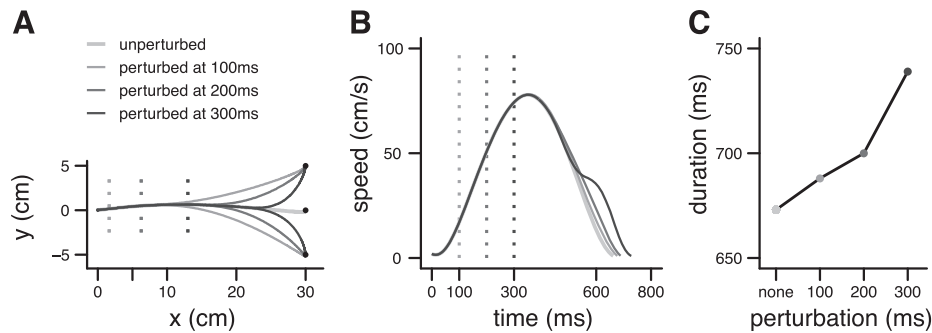 A
unperturbed
perturbed at 100ms
perturbed at 200ms
perturbed at 300ms
5
0
−5
y (cm)
0
10
20
30
x (cm)
B
100
50
0
speed (cm/s)
0
100
300
600
800
time (ms)
C
750
700
650
duration (ms)
none
100
200
300
perturbation (ms)